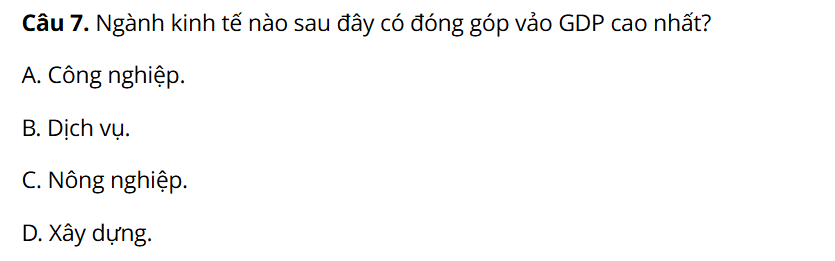 Câu 7. Ngành kinh tế nào sau đây có đóng góp vảo GDP cao nhất?
A. Công nghiệp.
B. Dịch vụ.
C. Nông nghiệp.
D. Xây dựng.